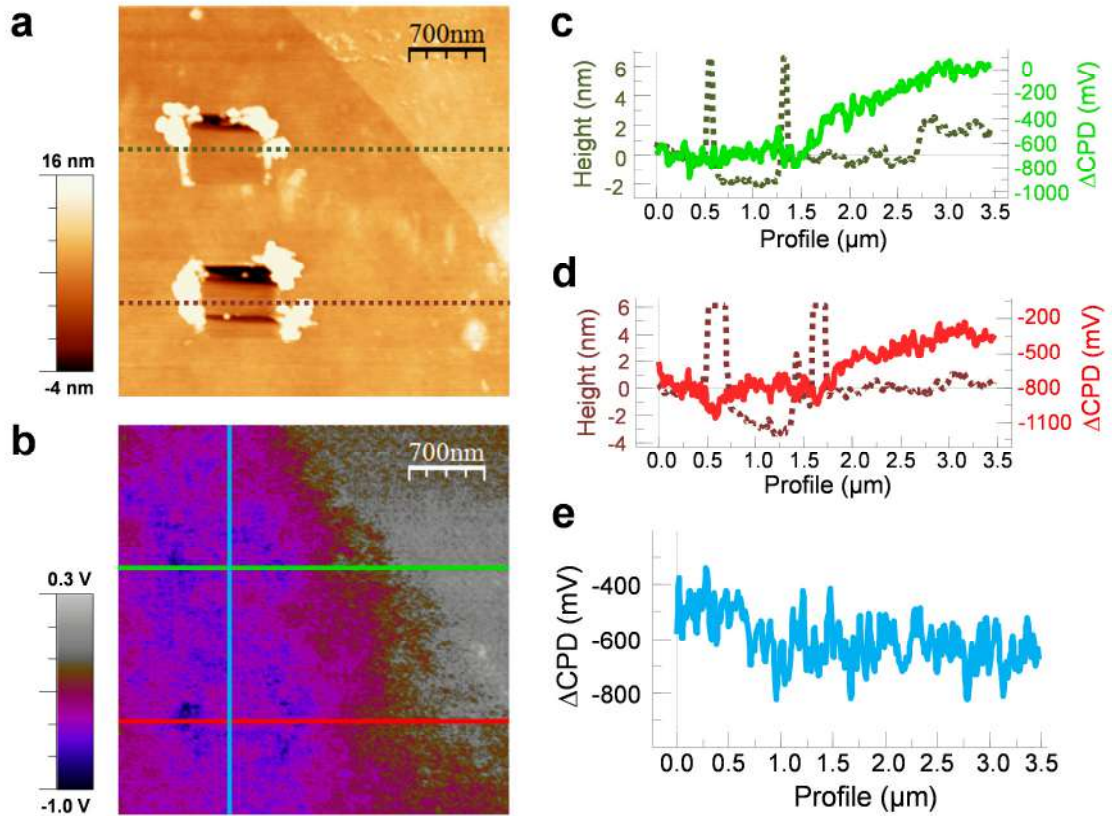 a
700nm
16 nm
-4 nm
b
700nm
0.3 V
-1.0 V
c
Height (nm)
6
4
2
0
-2
0
-200
-400
-600
-800
-1000
ΔCPD (mV)
0.0 0.5 1.0 1.5 2.0 2.5 3.0 3.5
Profile (µm)
d
Height (nm)
6
4
2
0
-2
-4
-200
-500
-800
-1100
ΔCPD (mV)
0.0 0.5 1.0 1.5 2.0 2.5 3.0 3.5
Profile (µm)
e
ΔCPD (mV)
-400
-600
-800
0.0 0.5 1.0 1.5 2.0 2.5 3.0 3.5
Profile (µm)